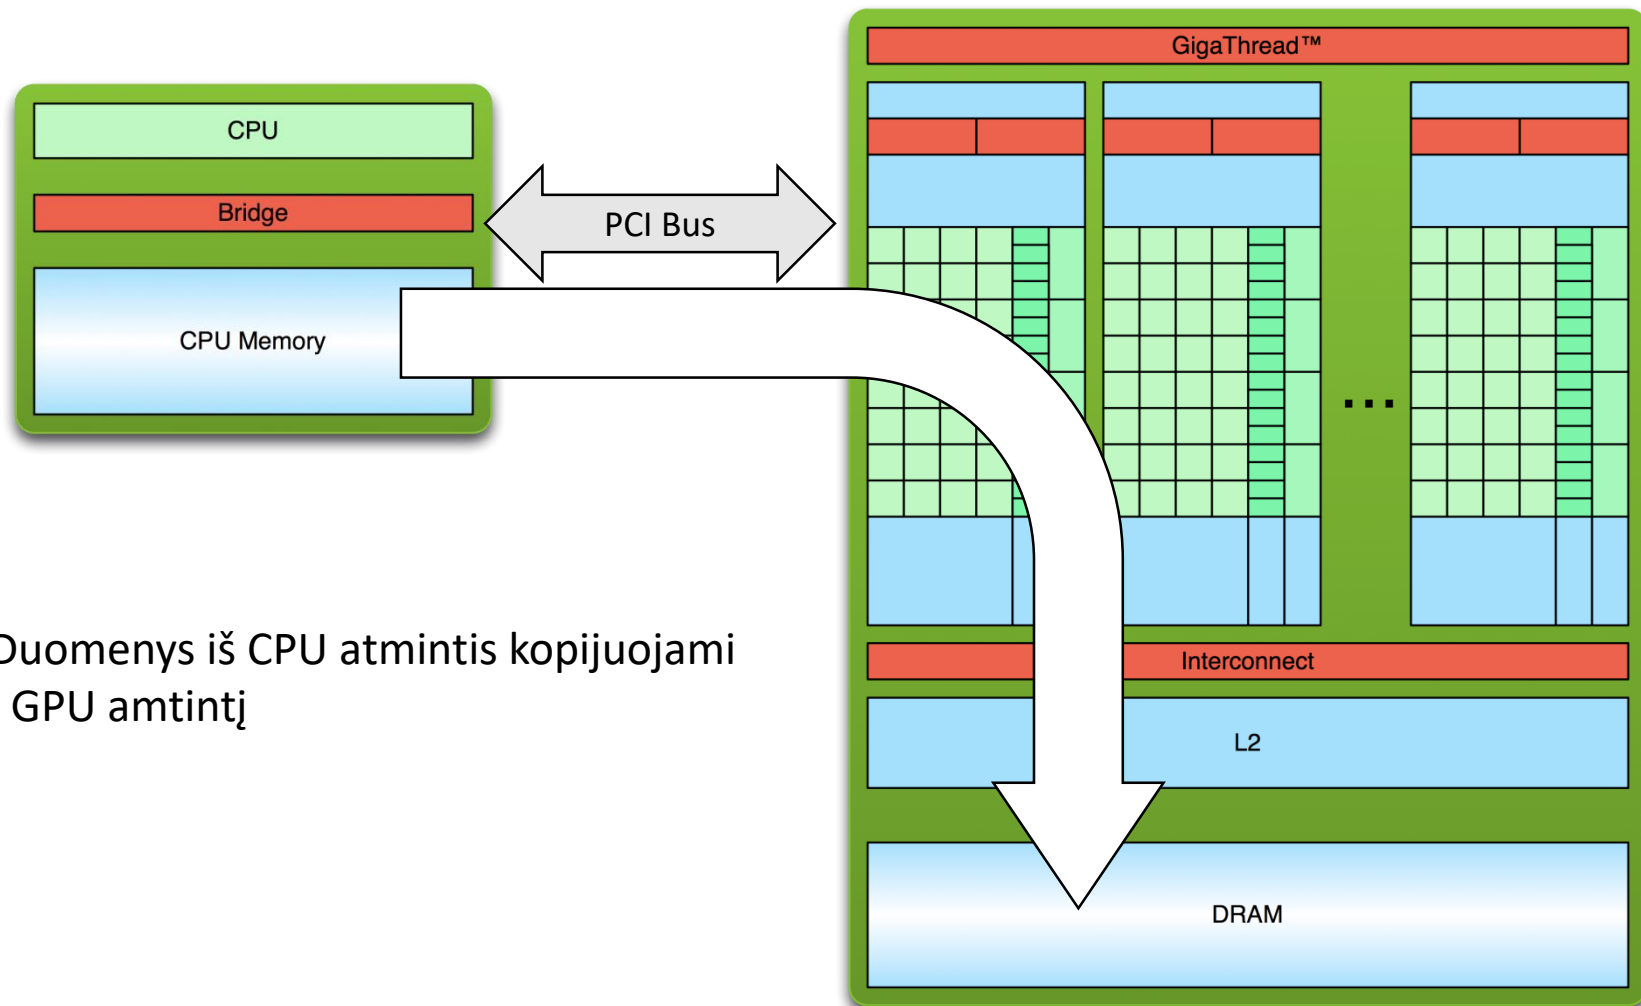 GigaThread™
CPU
Bridge
PCI Bus
CPU Memory
...
Duomenys iš CPU atmintis kopijuojami
GPU amtintį
Interconnect
L2
DRAM